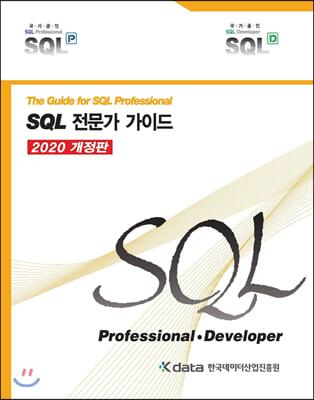 국·가·공·인
SQL Professional
SQL P
국·가·공·인
SQL Developer
SQL D
The Guide for SQL Professional
SQL 전문가 가이드
2020 개정판
SQL
Professional·Developer
Kdata 한국데이터산업진흥원